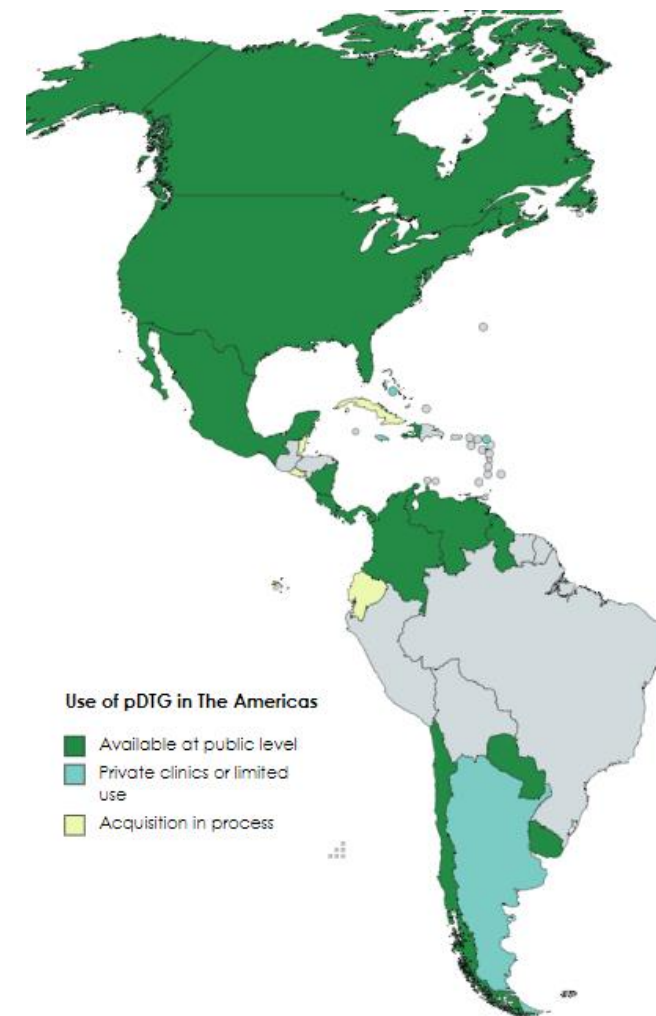 Use of pDTG in The Americas
Available at public level
Private clinics or limited
use
Acquisition in process